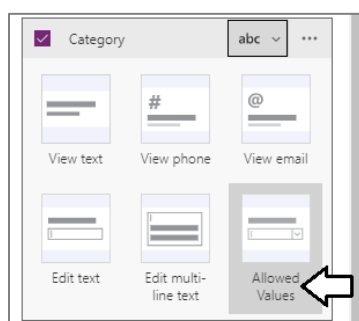 Category abc ...
#
@
View text View phone View email
Edit text Edit multi- Allowed
line text Values